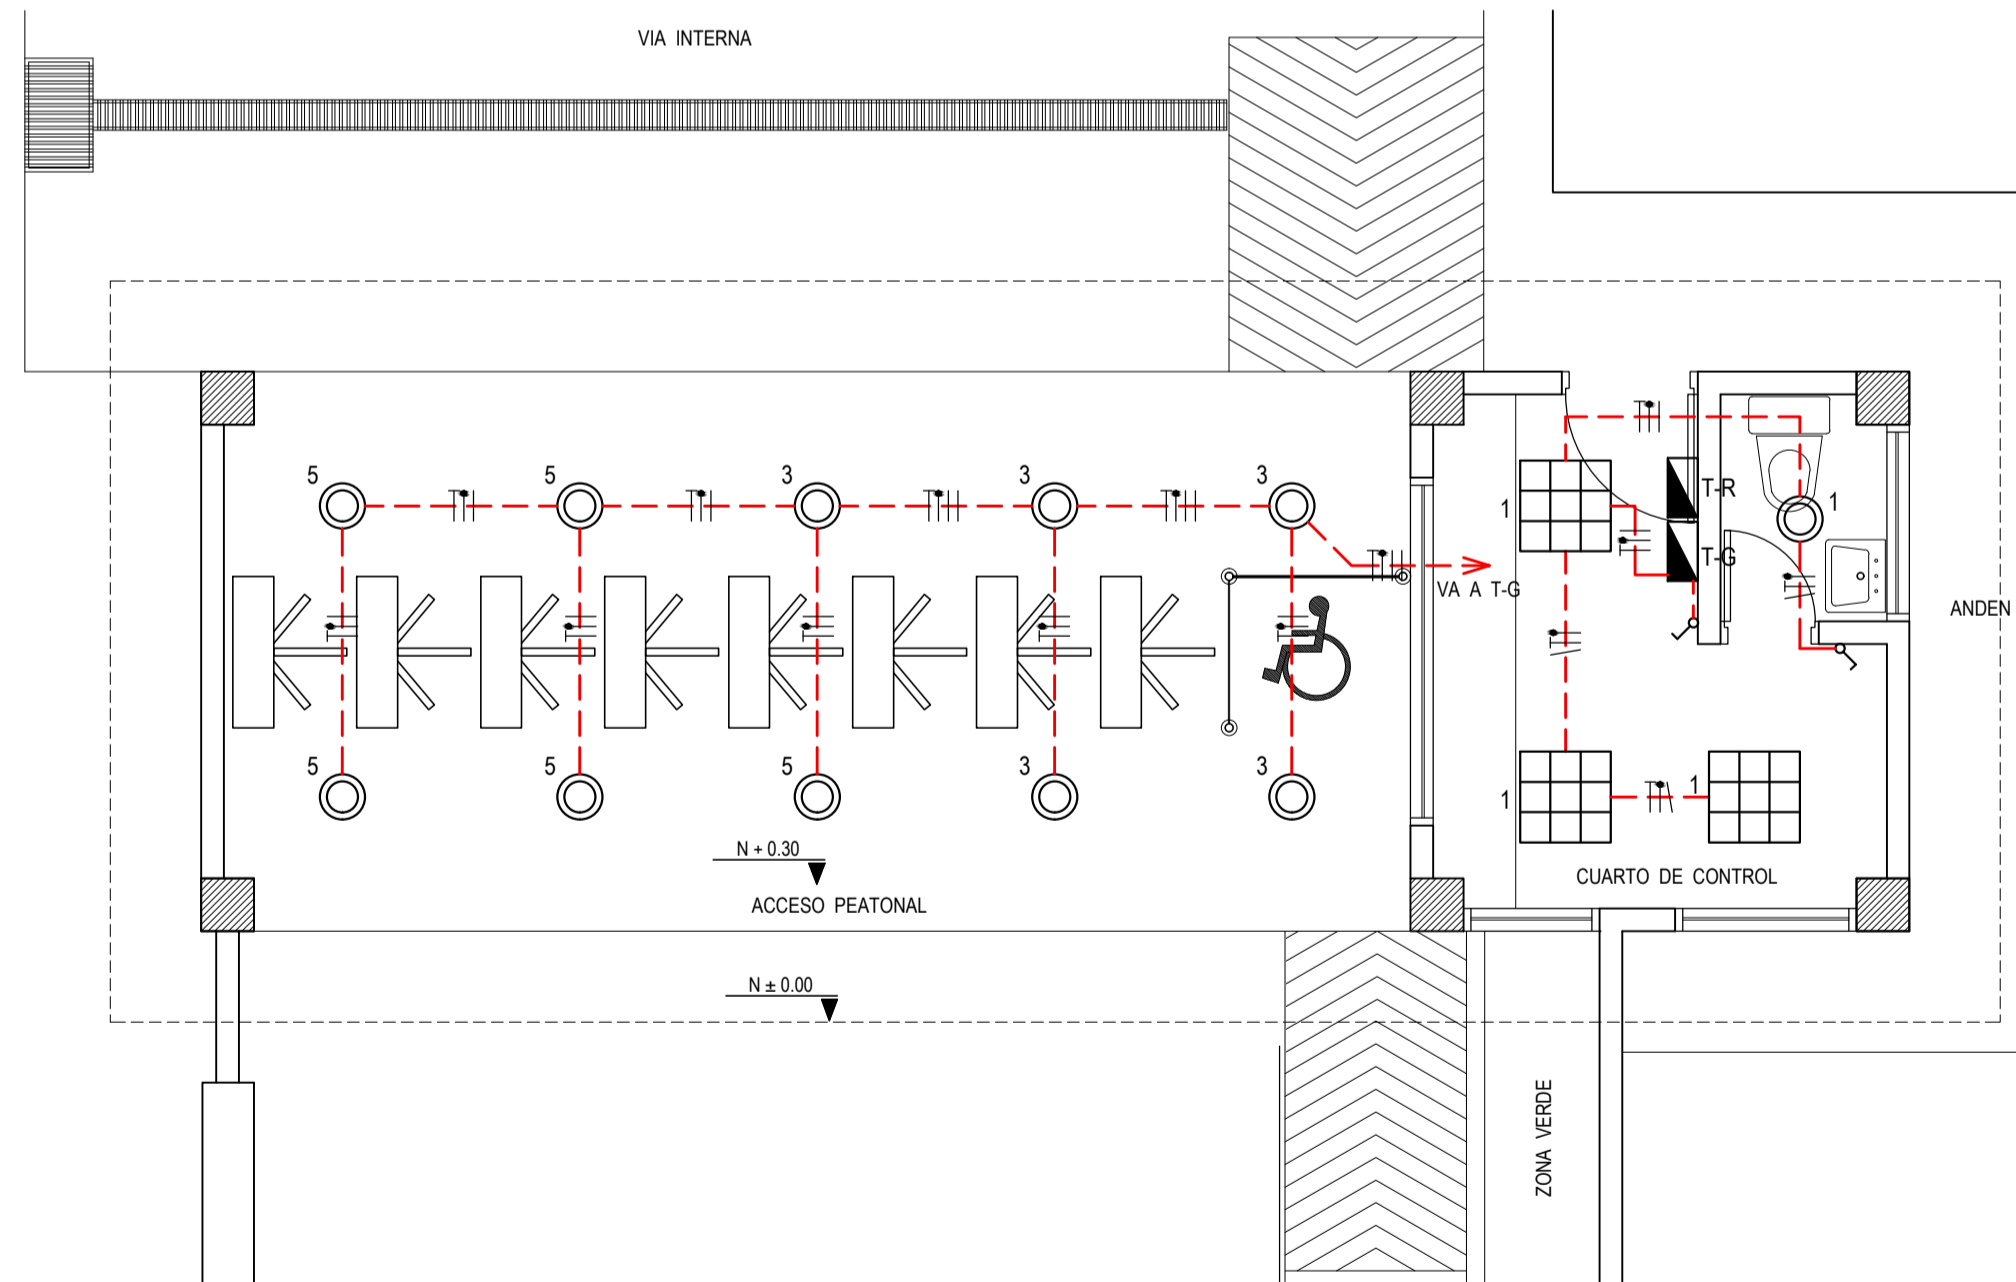 VIA INTERNA
5
5
3
3
3
T-R
1
1
T-G
VA A T-G
ANDEN
5
5
5
3
3
1
1
N + 0.30
CUARTO DE CONTROL
ACCESO PEATONAL
N ± 0.00
ZONA VERDE